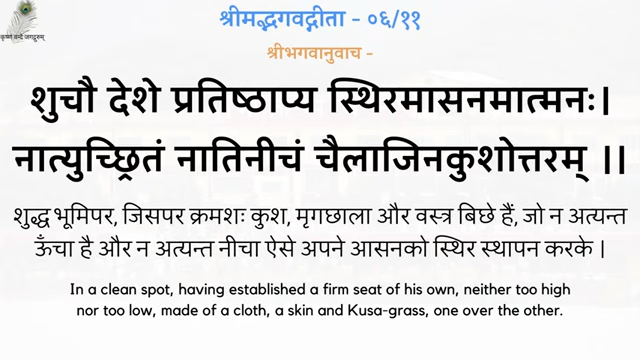 श्रीमद्भगवद्गीता - ०६/११
कृष्णं वन्दे जगद्गुरुम्
श्रीभगवानुवाच -
शुचौ देशे प्रतिष्ठाप्य स्थिरमासनमात्मनः।
नात्युच्छ्रितं नातिनीचं चैलाजिनकुशोत्तरम् ।।
शुद्ध भूमिपर, जिसपर क्रमशः कुश, मृगछाला और वस्त्र बिछे हैं, जो न अत्यन्त
ऊँचा है और न अत्यन्त नीचा ऐसे अपने आसनको स्थिर स्थापन करके ।
In a clean spot, having established a firm seat of his own, neither too high
nor too low, made of a cloth, a skin and Kusa-grass, one over the other.